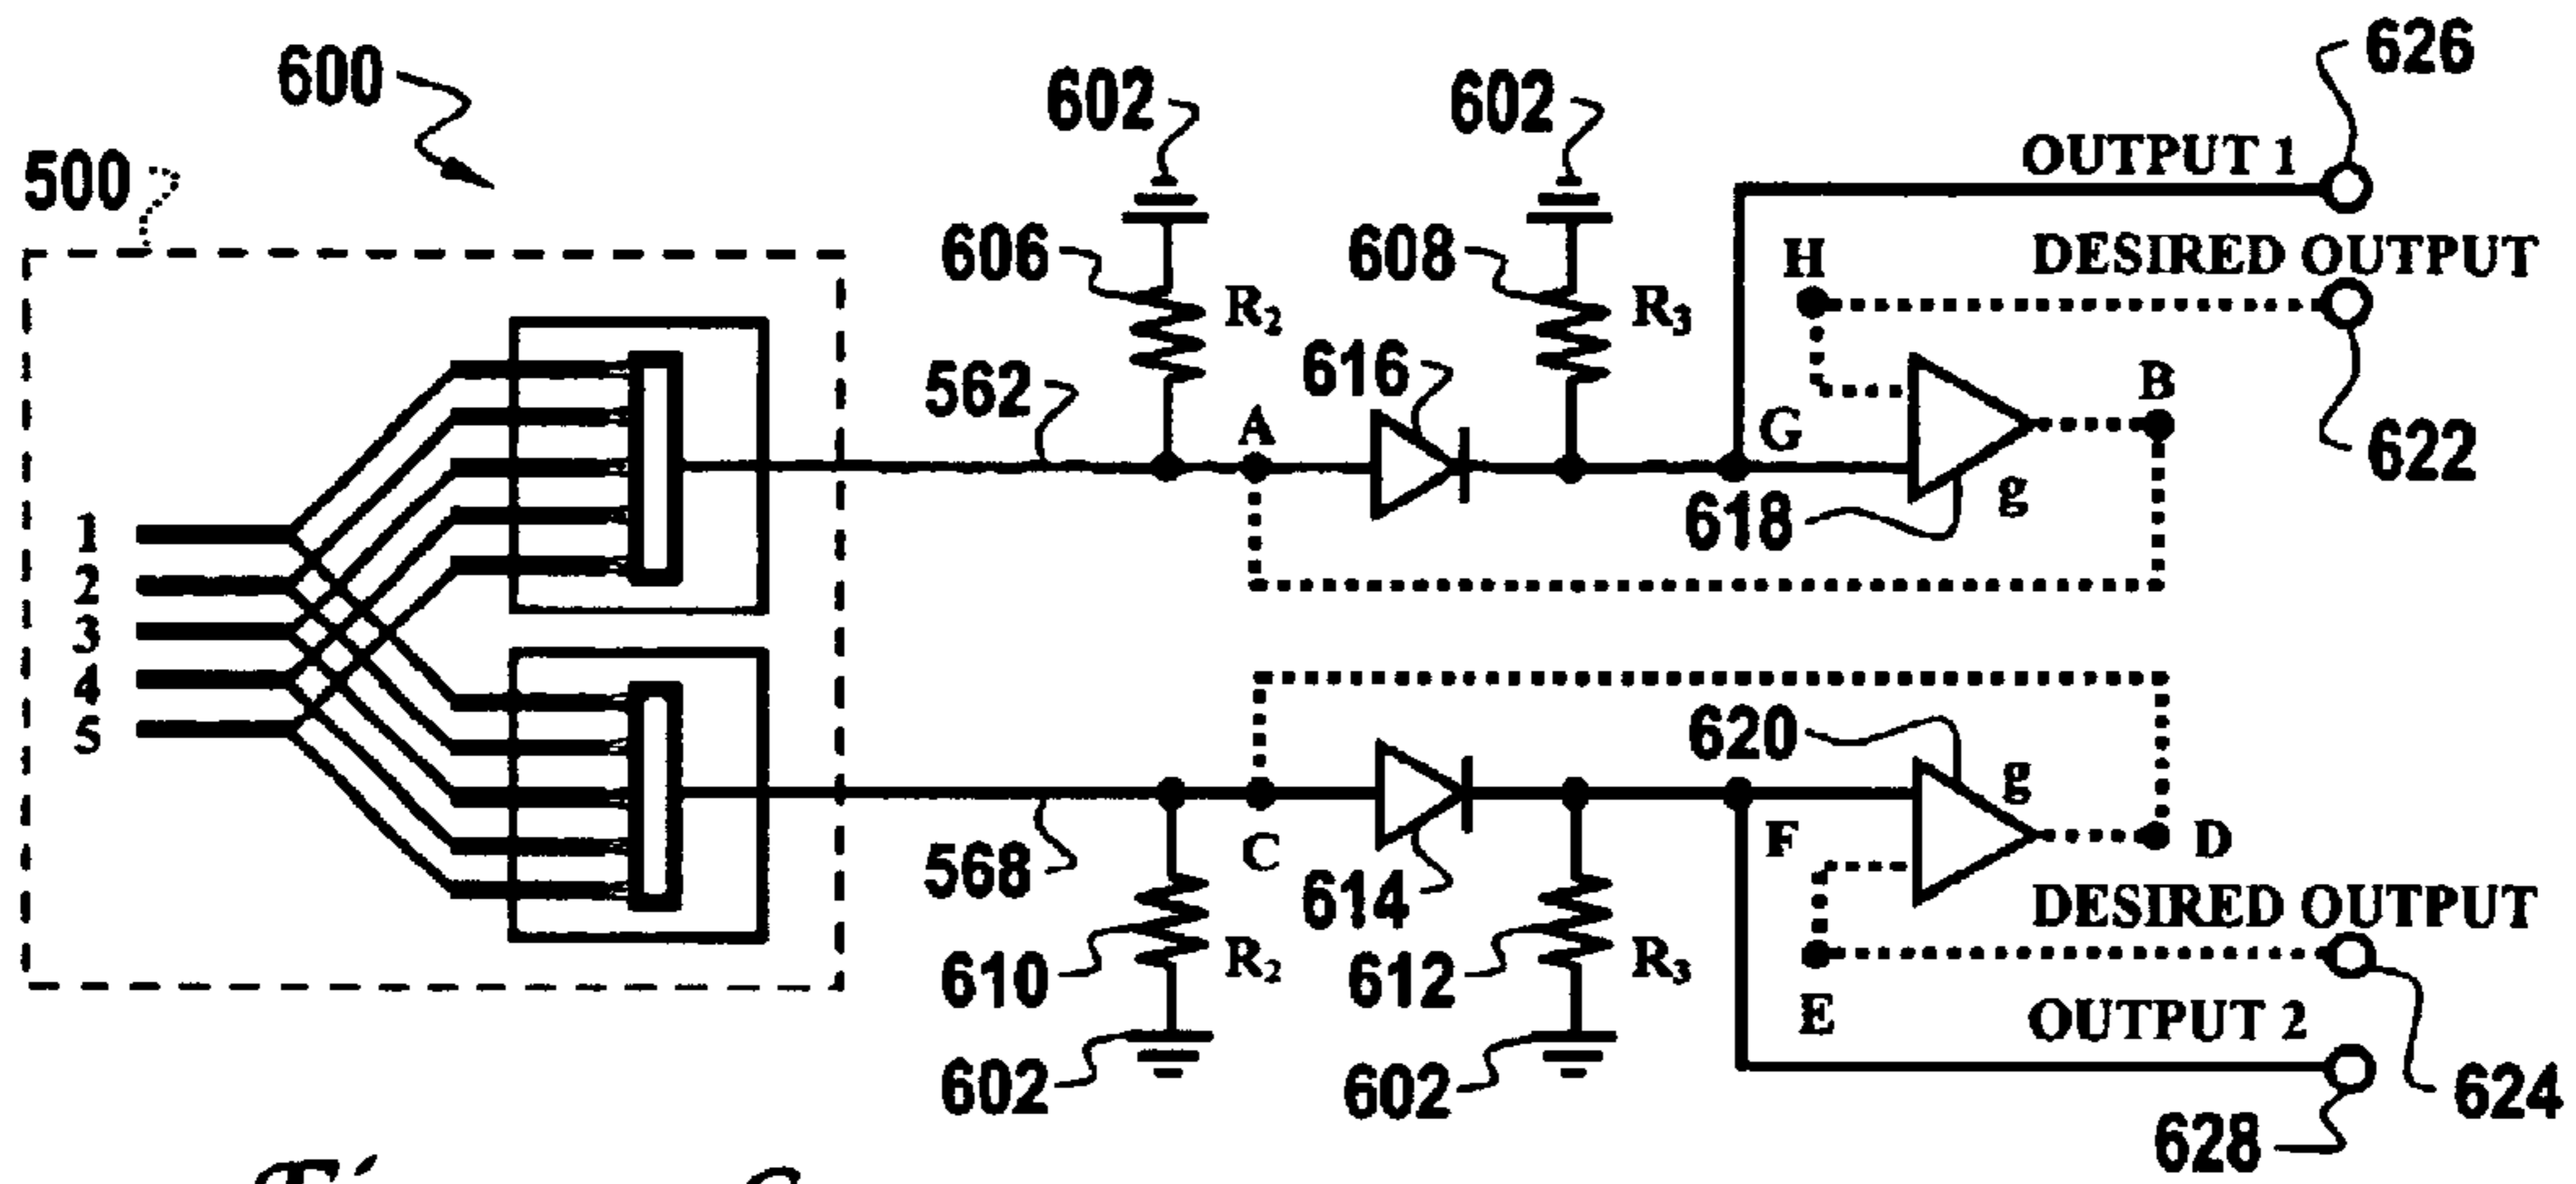 600
602
602
626
500
OUTPUT 1
606
R2
608
R3
H
DESIRED OUTPUT
562
A
616
G
B
622
618
g
1
2
3
4
5
620
g
568
C
614
F
D
DESIRED OUTPUT
610
R2
612
R3
E
OUTPUT 2
602
602
624
628